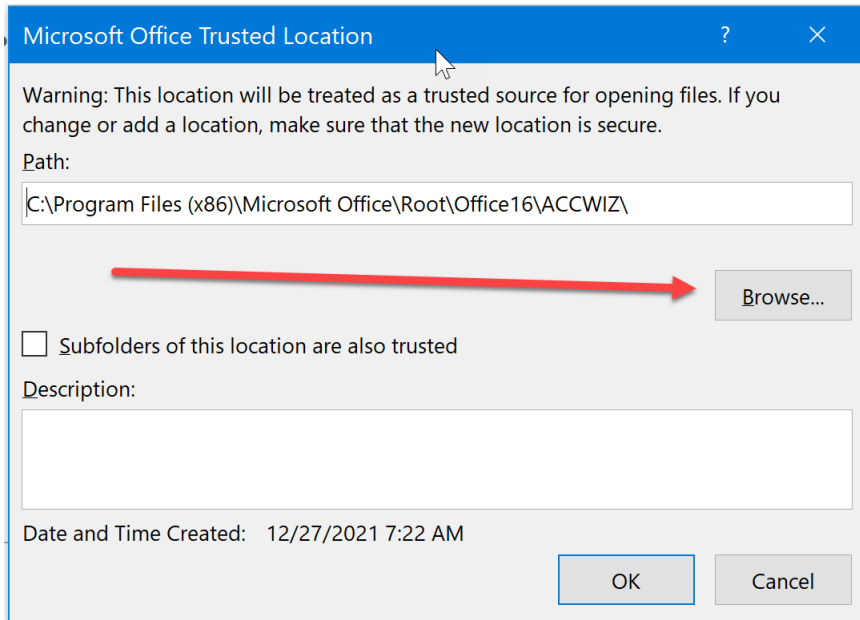 Microsoft Office Trusted Location ?
Warning: This location will be treated as a trusted source for opening files. If you
change or add a location, make sure that the new location is secure.
Path:
C:\Program Files (x86)\Microsoft Office\Root\Office16\ACCWIZ\
Browse...
Subfolders of this location are also trusted
Description:
Date and Time Created: 12/27/2021 7:22 AM
OK Cancel